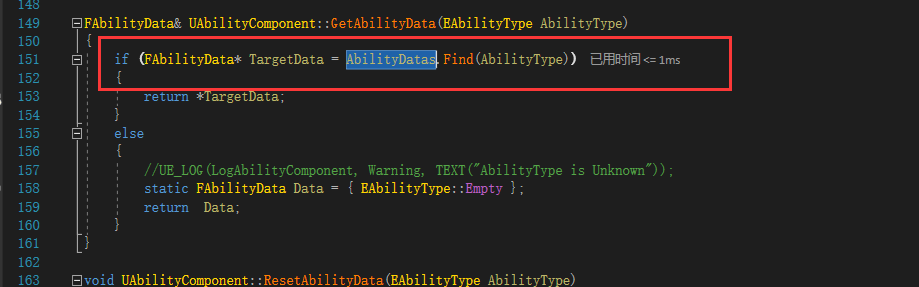 148
149 FAbilityData& UAbilityComponent::GetAbilityData(EAbilityType AbilityType)
150 {
151 if (FAbilityData* TargetData = AbilityDatas.Find(AbilityType)) 已用时间 <= 1ms
152 {
153 return *TargetData;
154 }
155 else
156 {
157 //UE_LOG(LogAbilityComponent, Warning, TEXT("AbilityType is Unknown"));
158 static FAbilityData Data = { EAbilityType::Empty };
159 return  Data;
160 }
161 }
162
163 void UAbilityComponent::ResetAbilityData(EAbilityType AbilityType)